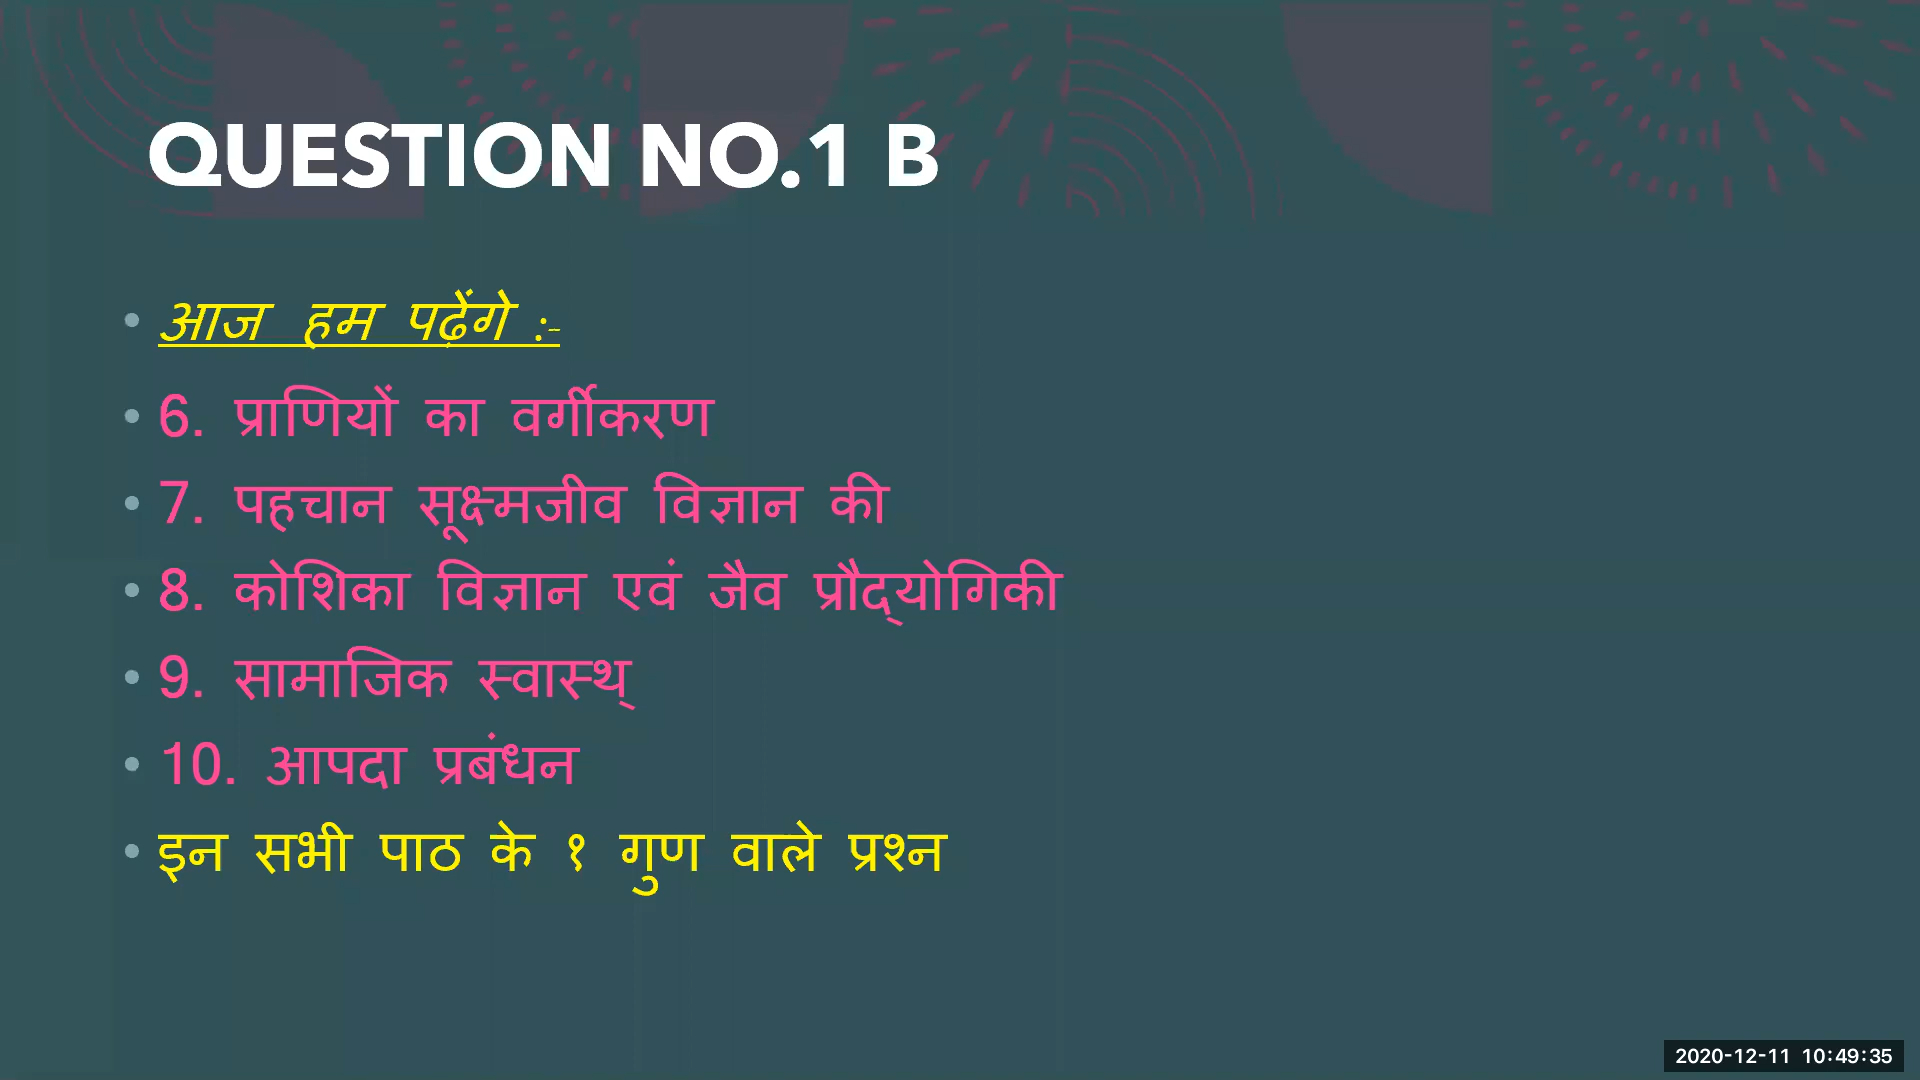 QUESTION NO.1 B
• आज हम पढ़ेंगे :-
• 6. प्राणियों का वर्गीकरण
• 7. पहचान सूक्ष्मजीव विज्ञान की
• 8. कोशिका विज्ञान एवं जैव प्रौद्योगिकी
• 9. सामाजिक स्वास्थ्
• 10. आपदा प्रबंधन
• इन सभी पाठ के १ गुण वाले प्रश्न
2020-12-11 10:49:35